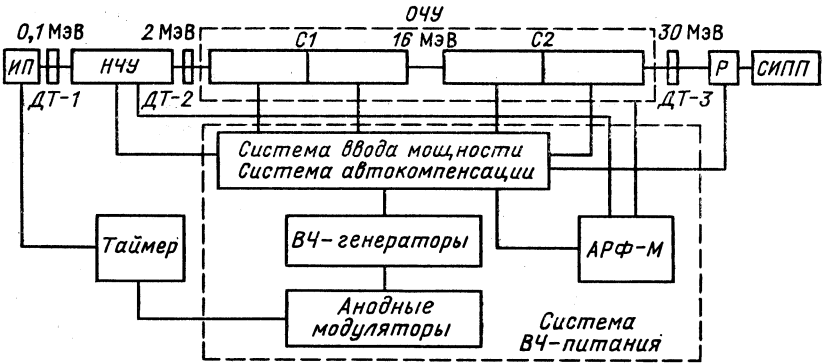 ОЧУ
0,1 МэВ
2 МэВ
С1
16 МэВ
С2
30 МэВ
ИП
НЧУ
Р
СИПП
ДТ-1
ДТ-2
ДТ-3
Система ввода мощности
Система автокомпенсации
Таймер
ВЧ-генераторы
АРФ-М
Анодные
модуляторы
Система
ВЧ-питания